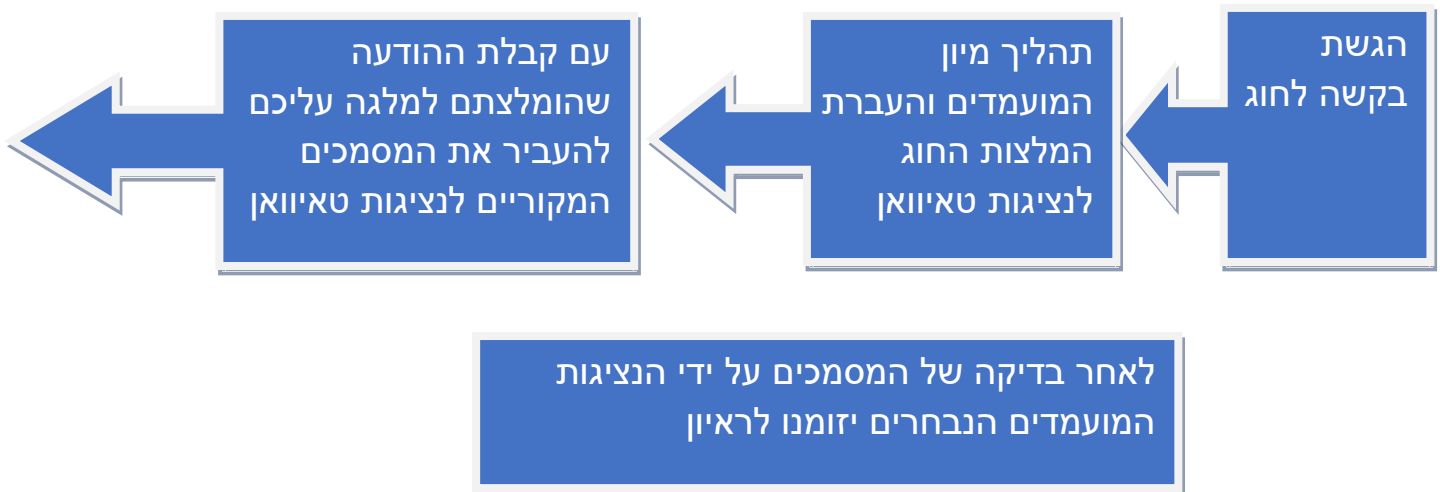 הגשת
בקשה לחוג
תהליך מיון
המועמדים והעברת
המלצות החוג
לנציגות טאיוואן
עם קבלת ההודעה
שהומלצתם למלגה עליכם
להעביר את המסמכים
המקוריים לנציגות טאיוואן
לאחר בדיקה של המסמכים על ידי הנציגות
המועמדים הנבחרים יזומנו לראיון